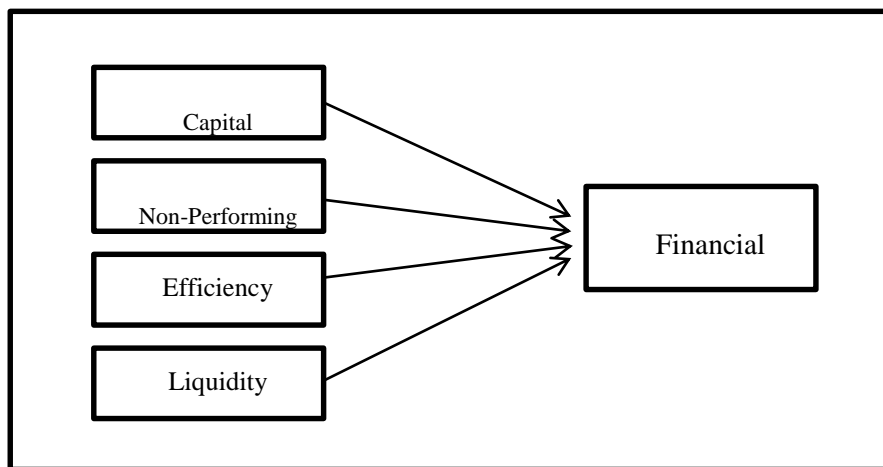 Capital
Non-Performing
Efficiency
Liquidity
Financial